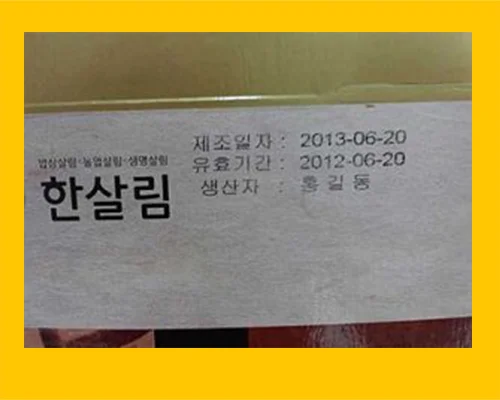 제조일자 : 2013-06-20
밥상살림·농업살림·생명살림
유효기간 : 2012-06-20
한살림
생산자 : 홍길동